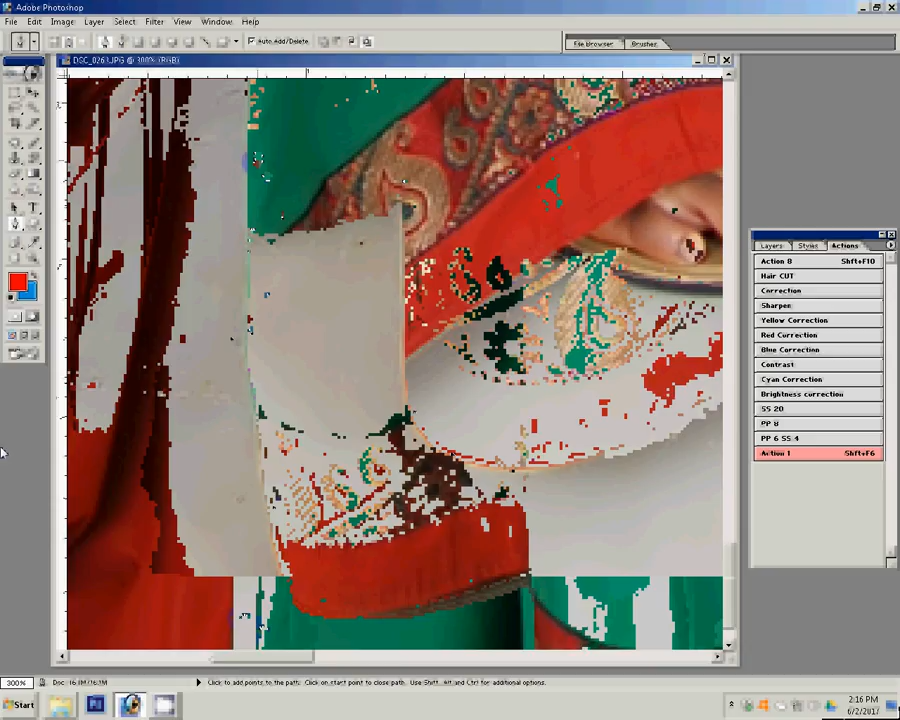 Adobe Photoshop
File Edit Image Layer Select Filter View Window Help
Auto Add/Delete
File Browser Brushes
DSC_0263.JPG @ 300% (RGB)
Layers Styles Actions
Action 8 Shft+F10
Hair CUT
Correction
Sharpen
Yellow Correction
Red Correction
Blue Correction
Contrast
Cyan Correction
Brightness correction
SS 20
PP 8
PP 6 SS 4
Action 1 Shft+F6
300% Doc: Click to add points to the path. Click on start point to close path. Use Shift, Alt, and Ctrl for additional options.
Start
2:16 PM
6/2/2017